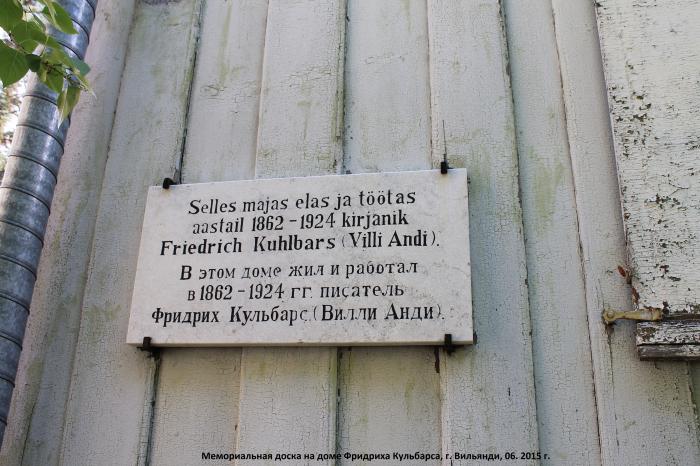 Selles majas elas ja töötas
aastail 1862 - 1924 kirjanik
Friedrich Kuhlbars (Villi Andi).
В этом доме жил и работал
в 1862 - 1924 гг. писатель
Фридрих Кульбарс.(Вилли Анди).
Мемориальная доска на доме Фридриха Кульбарса, г. Вильянди, 06. 2015 г.